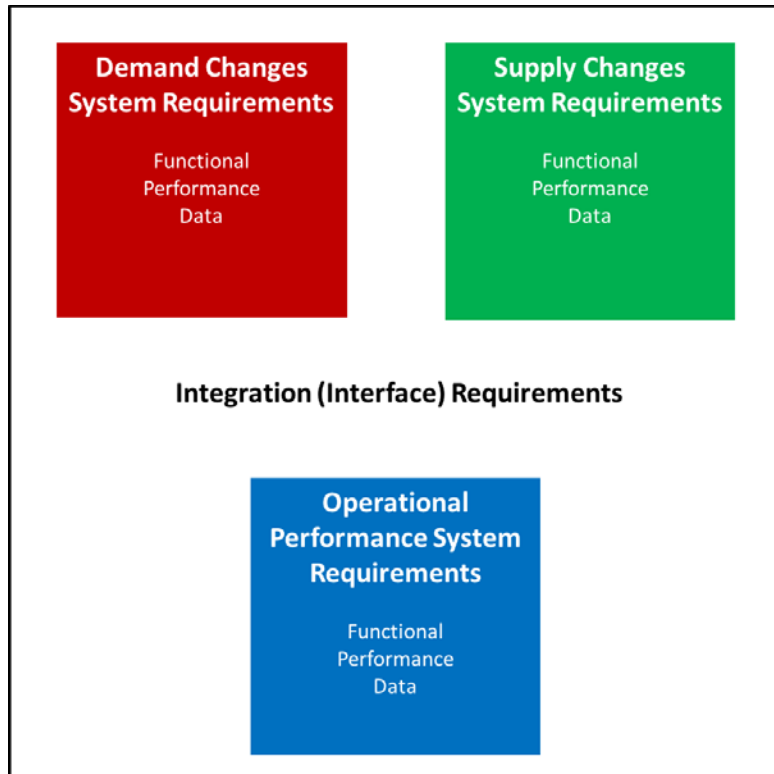 Demand Changes
System Requirements
Functional
Performance
Data
Supply Changes
System Requirements
Functional
Performance
Data
Integration (Interface) Requirements
Operational
Performance System
Requirements
Functional
Performance
Data